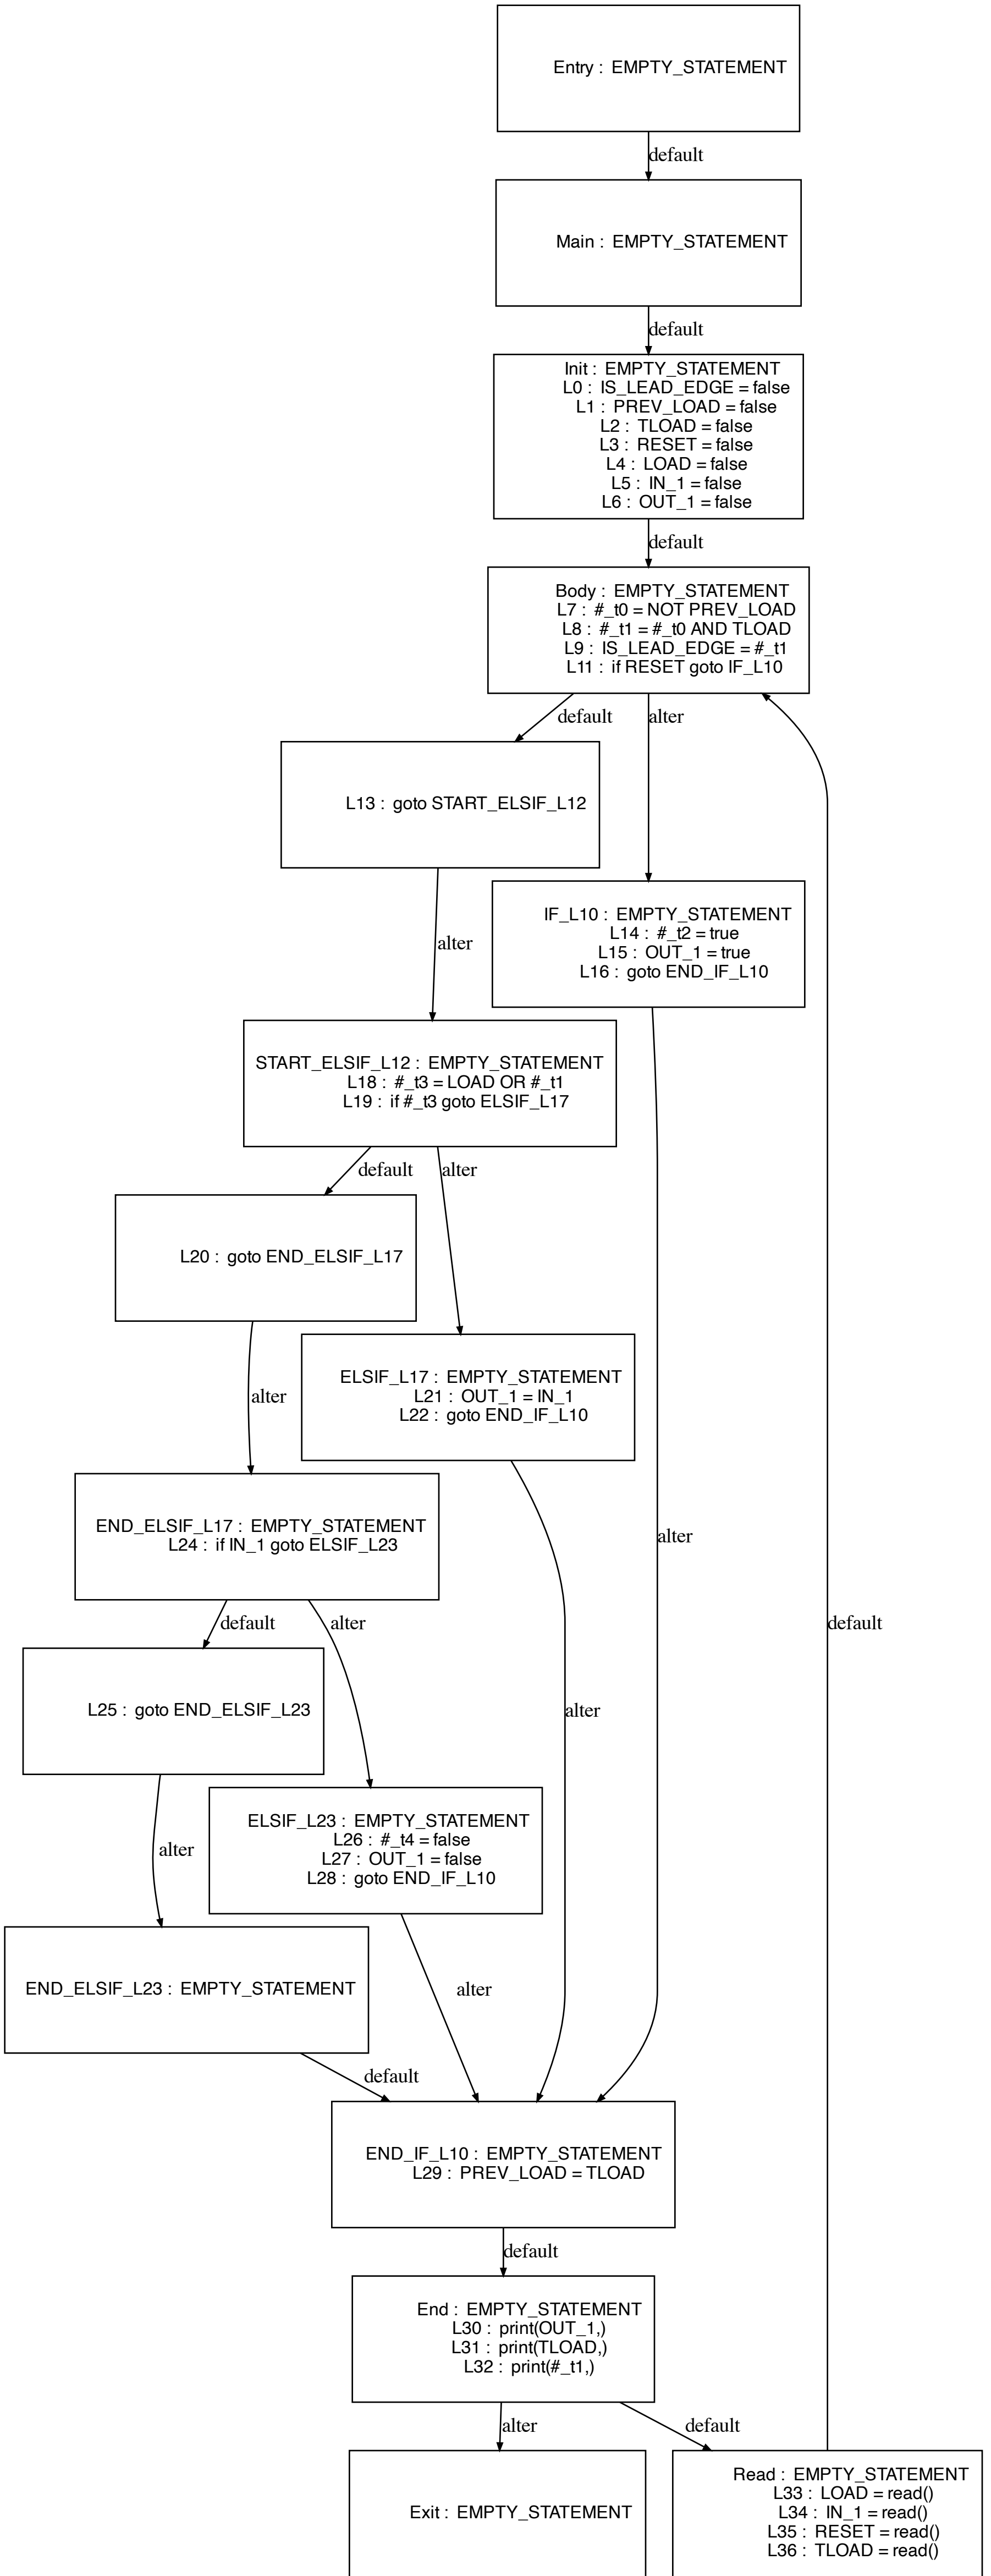 Entry : EMPTY_STATEMENT
default
Main : EMPTY_STATEMENT
default
Init : EMPTY_STATEMENT
L0 : IS_LEAD_EDGE = false
L1 : PREV_LOAD = false
L2 : TLOAD = false
L3 : RESET = false
L4 : LOAD = false
L5 : IN_1 = false
L6 : OUT_1 = false
default
Body : EMPTY_STATEMENT
L7 : #_t0 = NOT PREV_LOAD
L8 : #_t1 = #_t0 AND TLOAD
L9 : IS_LEAD_EDGE = #_t1
L11 : if RESET goto IF_L10
default
alter
L13 : goto START_ELSIF_L12
alter
IF_L10 : EMPTY_STATEMENT
L14 : #_t2 = true
L15 : OUT_1 = true
L16 : goto END_IF_L10
START_ELSIF_L12 : EMPTY_STATEMENT
L18 : #_t3 = LOAD OR #_t1
L19 : if #_t3 goto ELSIF_L17
default
alter
L20 : goto END_ELSIF_L17
alter
ELSIF_L17 : EMPTY_STATEMENT
L21 : OUT_1 = IN_1
L22 : goto END_IF_L10
END_ELSIF_L17 : EMPTY_STATEMENT
L24 : if IN_1 goto ELSIF_L23
alter
default
alter
default
L25 : goto END_ELSIF_L23
alter
alter
ELSIF_L23 : EMPTY_STATEMENT
L26 : #_t4 = false
L27 : OUT_1 = false
L28 : goto END_IF_L10
END_ELSIF_L23 : EMPTY_STATEMENT
alter
default
END_IF_L10 : EMPTY_STATEMENT
L29 : PREV_LOAD = TLOAD
default
End : EMPTY_STATEMENT
L30 : print(OUT_1,)
L31 : print(TLOAD,)
L32 : print(#_t1,)
alter
default
Exit : EMPTY_STATEMENT
Read : EMPTY_STATEMENT
L33 : LOAD = read()
L34 : IN_1 = read()
L35 : RESET = read()
L36 : TLOAD = read()